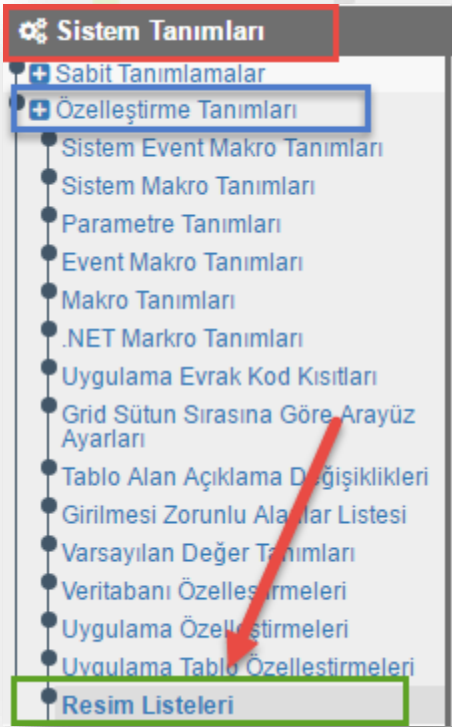 Sistem Tanımları
Sabit Tanımlamalar
Özelleştirme Tanımları
Sistem Event Makro Tanımları
Sistem Makro Tanımları
Parametre Tanımları
Event Makro Tanımları
Makro Tanımları
.NET Markro Tanımları
Uygulama Evrak Kod Kısıtları
Grid Sütun Sırasına Göre Arayüz
Ayarları
Tablo Alan Açıklama Değişiklikleri
Girilmesi Zorunlu Alanlar Listesi
Varsayılan Değer Tanımları
Veritabanı Özelleştirmeleri
Uygulama Özelleştirmeleri
Uygulama Tablo Özelleştirmeleri
Resim Listeleri